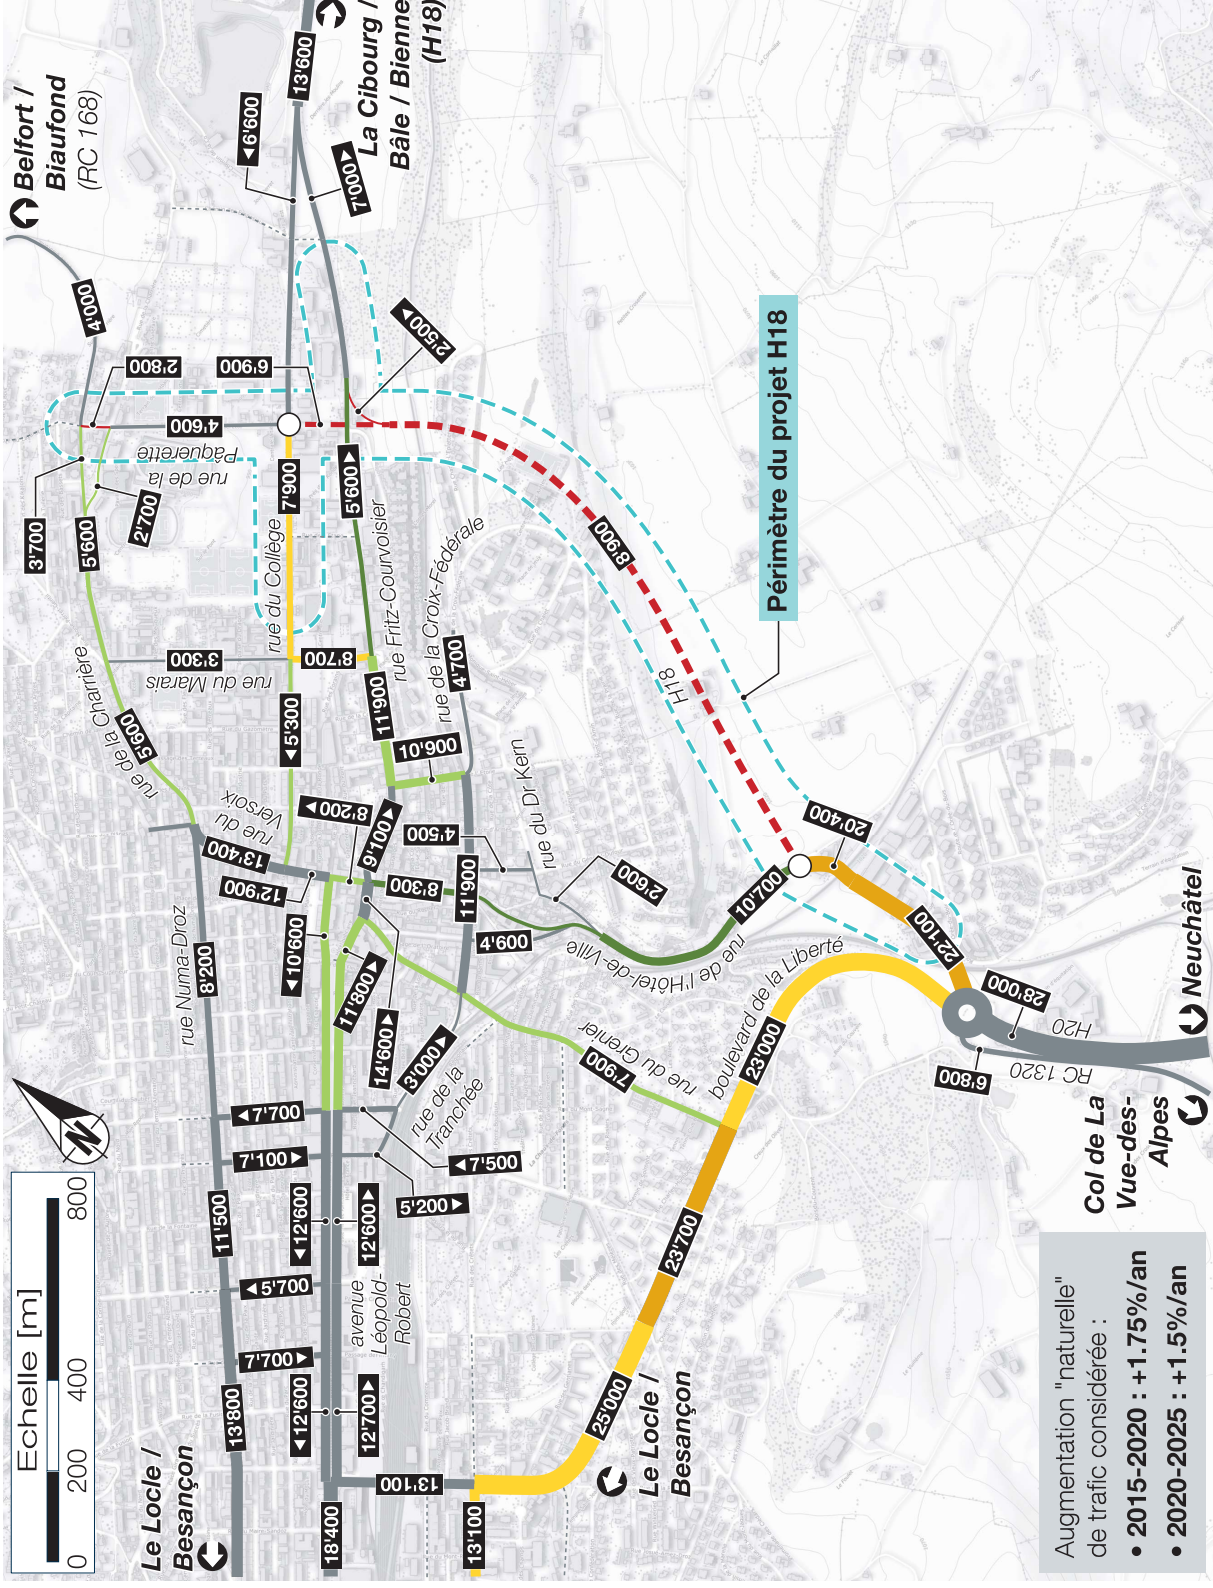 Belfort /
Biaufond
(RC 168)
La Cibourg /
Bâle / Bienne
(H18)
13'600
◀6'600
7'000▶
4'000
2'800
6'900
2'500▶
4'600
rue de la
Pâquerette
3'700
2'700
5'600
7'900
5'600▶
rue du Collège
rue Fritz-Courvoisier
rue de la Croix-Fédérale
8'900
Périmètre du projet H18
H18
3'300
rue du Marais
8'700
4'700
11'900
rue de la Charrière
5'600
◀5'300
10'900
rue du
Versoix
8'200▶
9'100▶
4'500
rue du Dr Kern
13'400
12'900
8'300
11'900
2'600
20'400
10'700
22'100
rue Numa-Droz
8'200
◀10'600
11'800▶
4'600
rue de l'Hôtel-de-Ville
boulevard de la Liberté
28'000
H20
Neuchâtel
14'600▶
3'000▶
rue du Grenier
7'900
23'000
6'800
RC 1320
rue de la
Tranchée
◀7'700
7'100▶
◀7'500
5'200▶
Col de La
Vue-des-
Alpes
11'500
◀12'600
12'600▶
23'700
◀5'700
avenue
Léopold-
Robert
7'700▶
13'800
◀12'600
12'700▶
25'000
Le Locle /
Besançon
Le Locle /
Besançon
13'100
18'400
13'100
N
Echelle [m]
0 200 400 800
Augmentation "naturelle"
de trafic considérée :
• 2015-2020 : +1.75%/an
• 2020-2025 : +1.5%/an